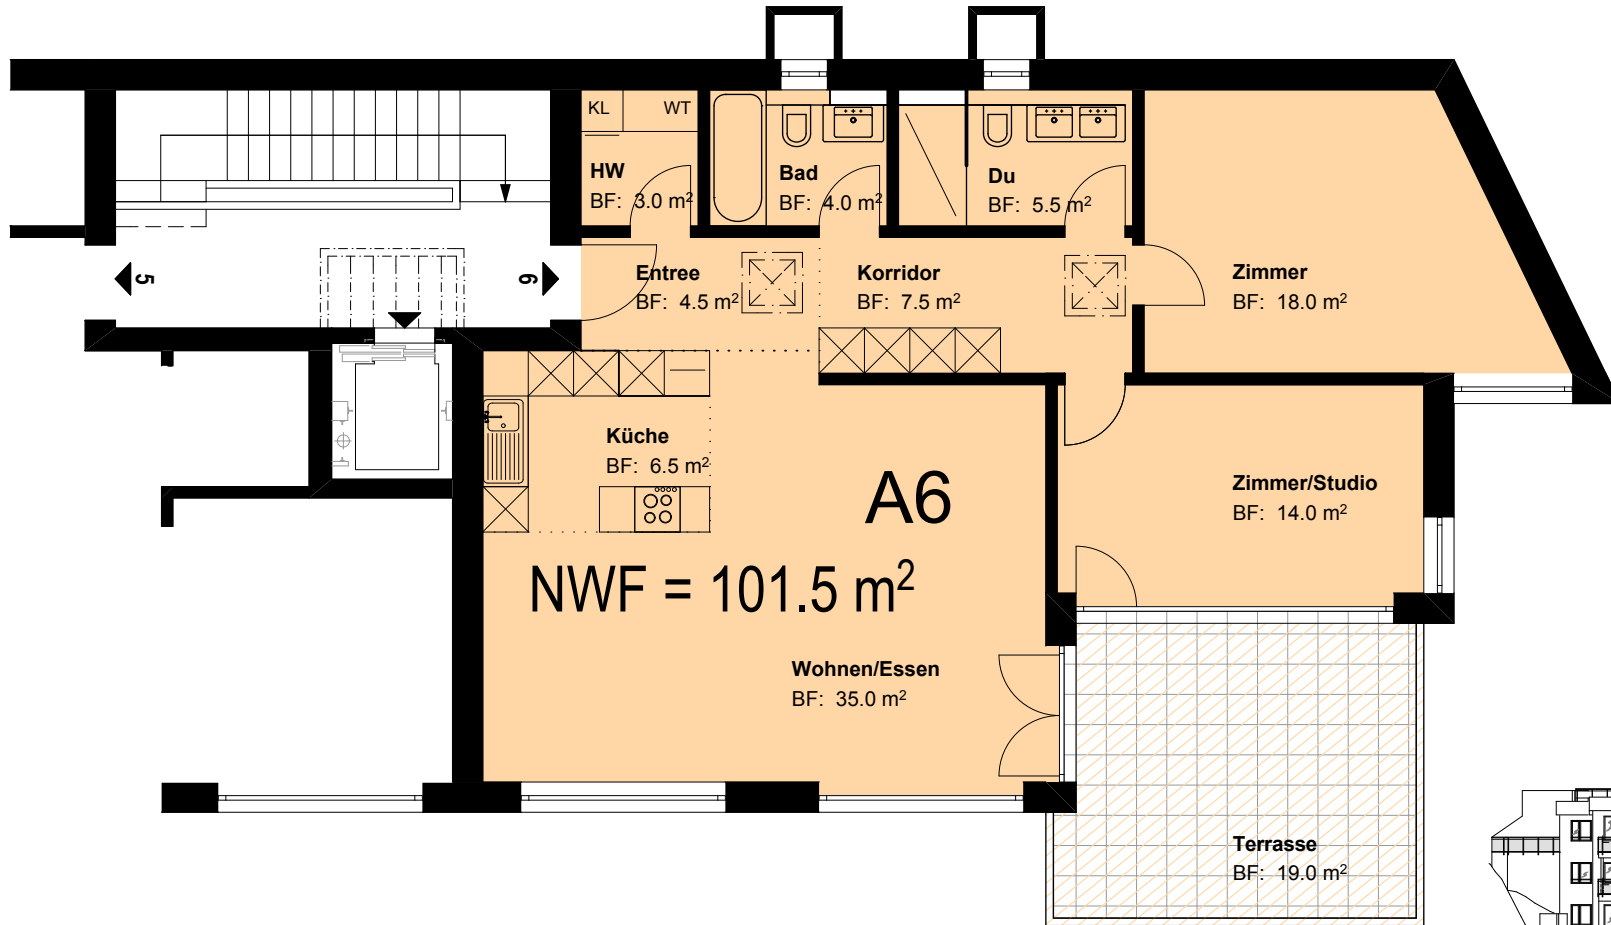 KL WT
HW
BF: 3.0 m²
Bad
BF: 4.0 m²
Du
BF: 5.5 m²
5
6
Entree
BF: 4.5 m²
Korridor
BF: 7.5 m²
Zimmer
BF: 18.0 m²
Küche
BF: 6.5 m²
A6
Zimmer/Studio
BF: 14.0 m²
NWF = 101.5 m²
Wohnen/Essen
BF: 35.0 m²
Terrasse
BF: 19.0 m²